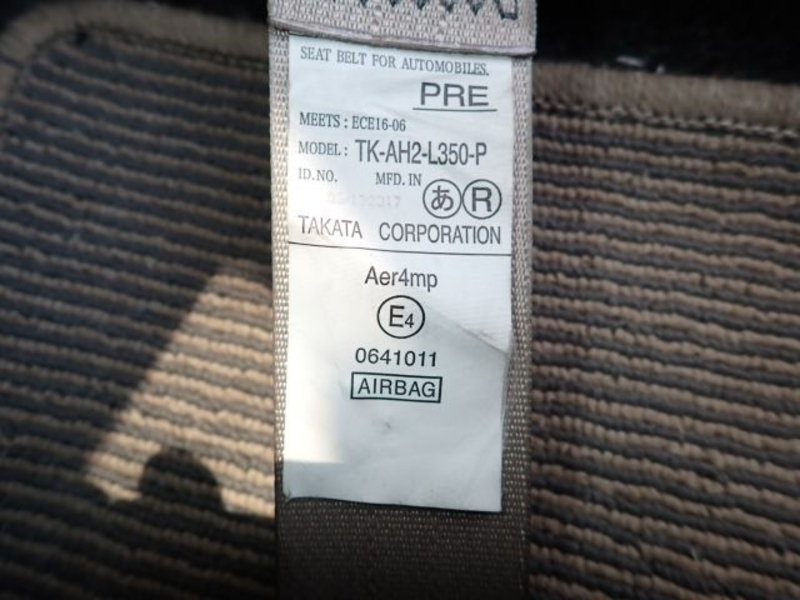 SEAT BELT FOR AUTOMOBILES.
PRE
MEETS : ECE16-06
MODEL : TK-AH2-L350-P
ID.NO. MFD. IN
あ R
TAKATA CORPORATION
Aer4mp
E4
0641011
AIRBAG